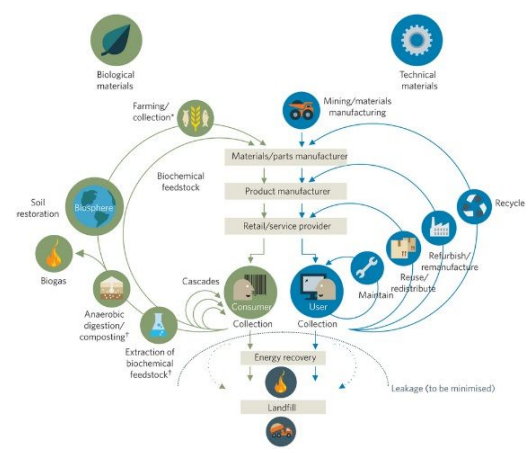 Biological
materials
Technical
materials
Farming/
collection*
Mining/materials
manufacturing
Materials/parts manufacturer
Biochemical
feedstock
Product manufacturer
Soil
restoration
Biosphere
Recycle
Retail/service provider
Refurbish/
remanufacture
Reuse/
redistribute
Biogas
Cascades
Maintain
Consumer
User
Anaerobic
digestion/
composting†
Collection
Collection
Extraction of
biochemical
feedstock†
Energy recovery
Leakage (to be minimised)
Landfill